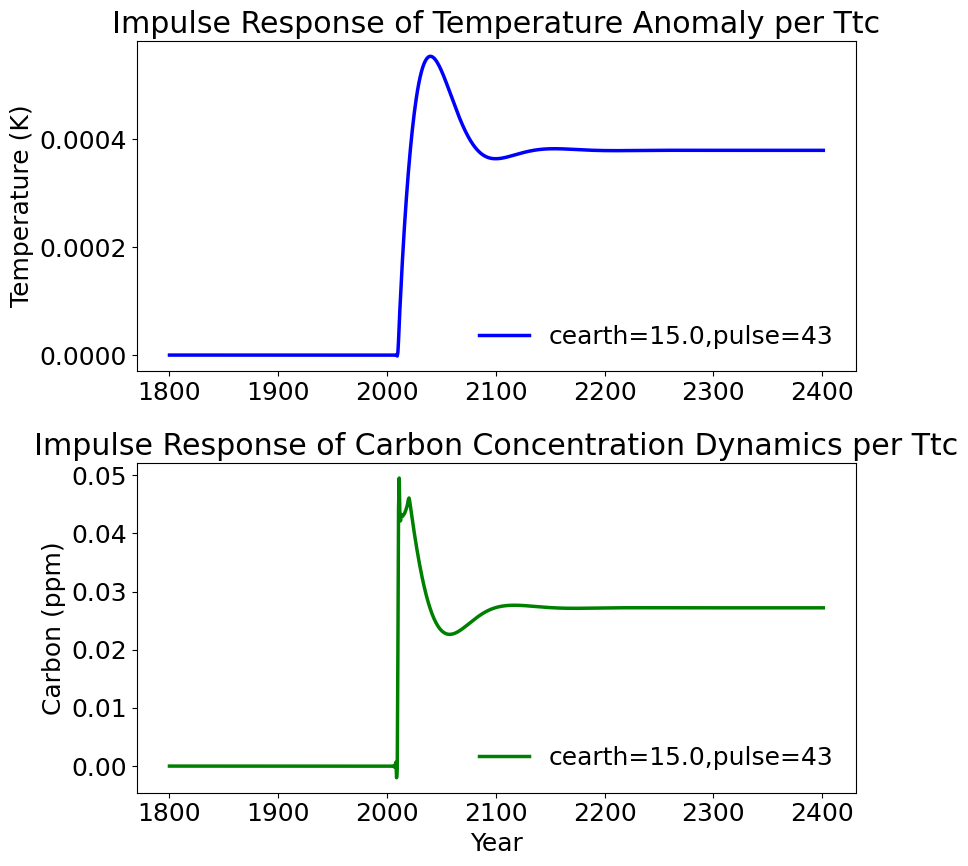 Impulse Response of Temperature Anomaly per Ttc
Temperature (K)
0.0004
0.0002
0.0000
cearth=15.0,pulse=43
1800 1900 2000 2100 2200 2300 2400
Impulse Response of Carbon Concentration Dynamics per Ttc
Carbon (ppm)
0.05
0.04
0.03
0.02
0.01
0.00
cearth=15.0,pulse=43
1800 1900 2000 2100 2200 2300 2400
Year